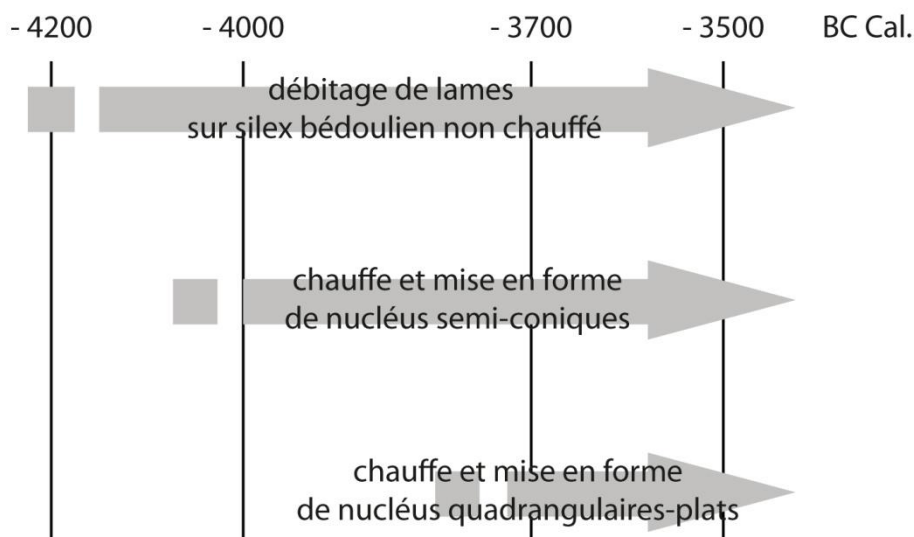 - 4200 - 4000 - 3700 - 3500 BC Cal.
débitage de lames
sur silex bédoulien non chauffé
chauffe et mise en forme
de nucléus semi-coniques
chauffe et mise en forme
de nucléus quadrangulaires-plats